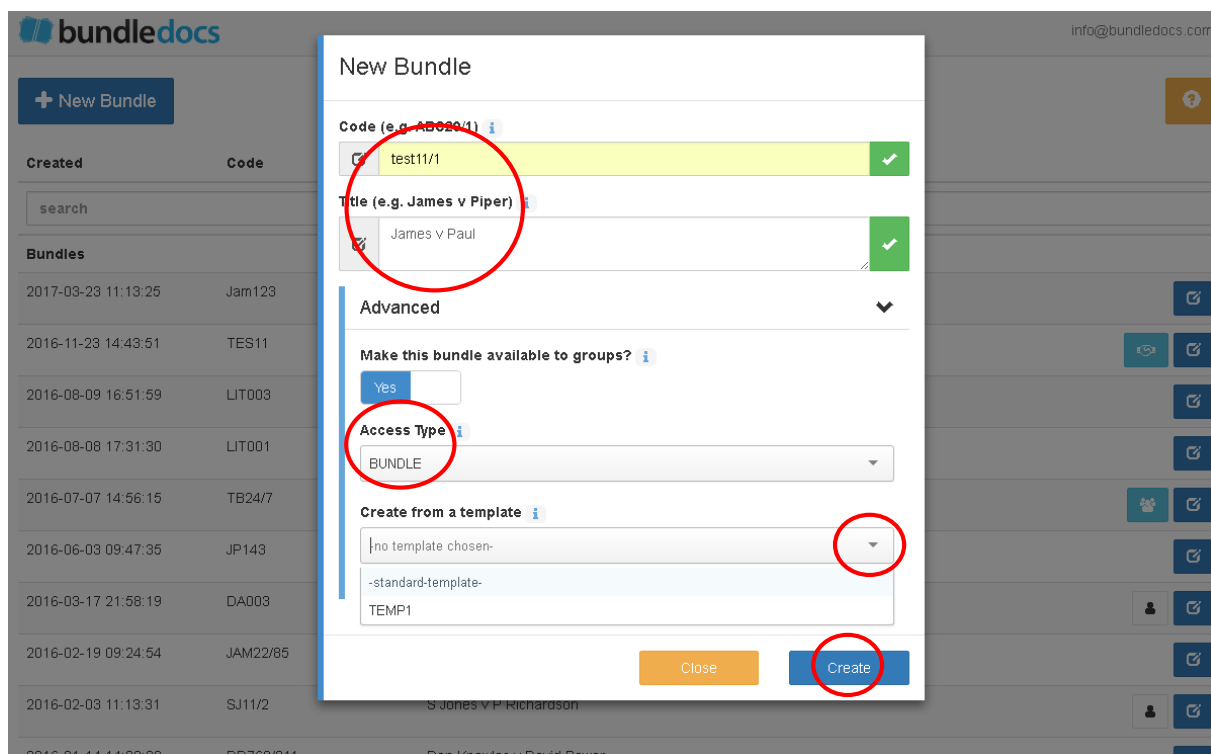 bundledocs
info@bundledocs.com
New Bundle
New Bundle
Code (e.g. ABC20/1) i
Created Code
test11/1
Title (e.g. James v Piper) i
search
James v Paul
Bundles
2017-03-23 11:13:25 Jam123
Advanced
2016-11-23 14:43:51 TES11
Make this bundle available to groups? i
Yes
2016-08-09 16:51:59 LIT003
Access Type i
2016-08-08 17:31:30 LIT001
BUNDLE
2016-07-07 14:56:15 TB24/7
Create from a template i
-no template chosen-
2016-06-03 09:47:35 JP143
-standard-template-
2016-03-17 21:58:19 DA003
TEMP1
2016-02-19 09:24:54 JAM22/85
Close Create
2016-02-03 11:13:31 SJ11/2 S Jones v P Richardson